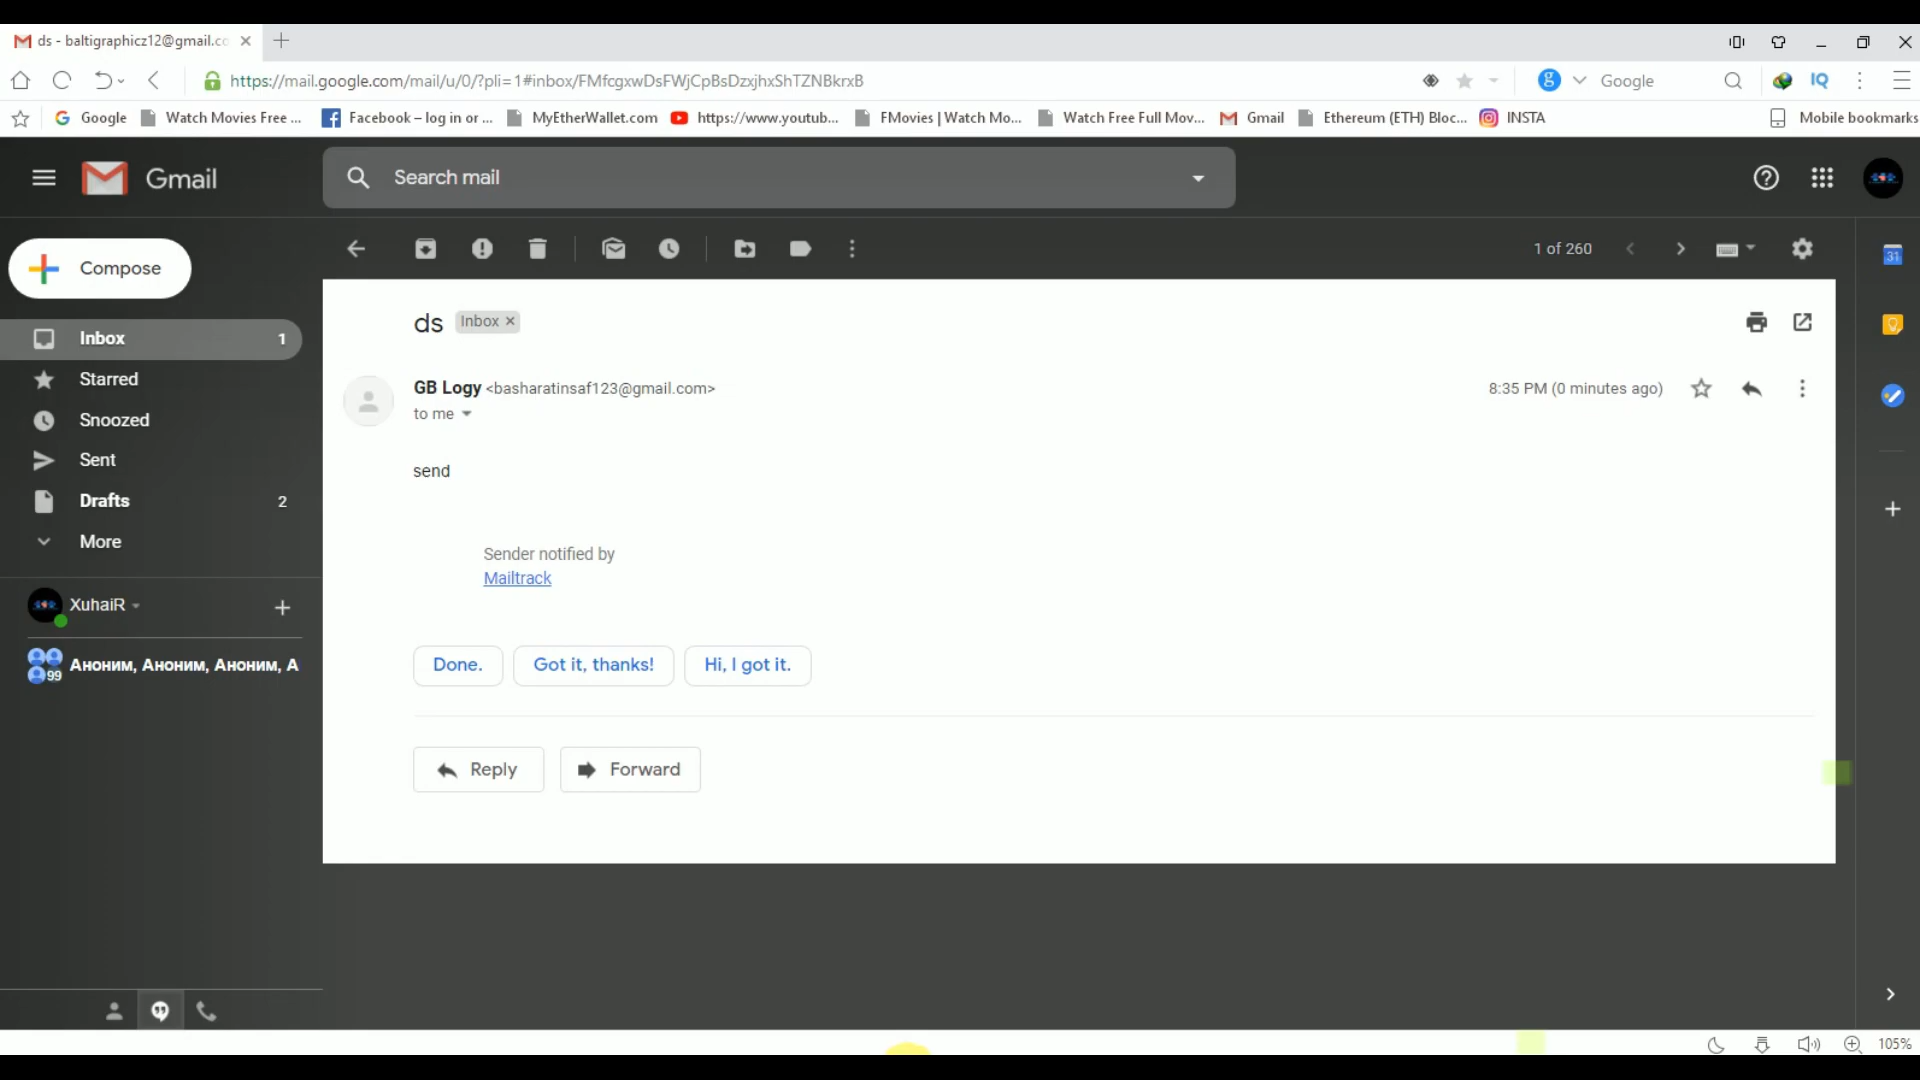 ds - baltigraphicz12@gmail.co
https://mail.google.com/mail/u/0/?pli=1#inbox/FMfcgxwDsFWjCpBsDzxjhxShTZNBkrxB
Google
IQ
Google
Watch Movies Free ...
Facebook – log in or ...
MyEtherWallet.com
https://www.youtub...
FMovies | Watch Mo...
Watch Free Full Mov...
Gmail
Ethereum (ETH) Bloc...
INSTA
Mobile bookmarks
Gmail
Search mail
Compose
1 of 260
31
Inbox 1
Starred
Snoozed
Sent
Drafts 2
More
XuhaiR
99 Аноним, Аноним, Аноним, А
ds Inbox
GB Logy <basharatinsaf123@gmail.com>
8:35 PM (0 minutes ago)
to me
send
Sender notified by
Mailtrack
Done.
Got it, thanks!
Hi, I got it.
Reply
Forward
105%